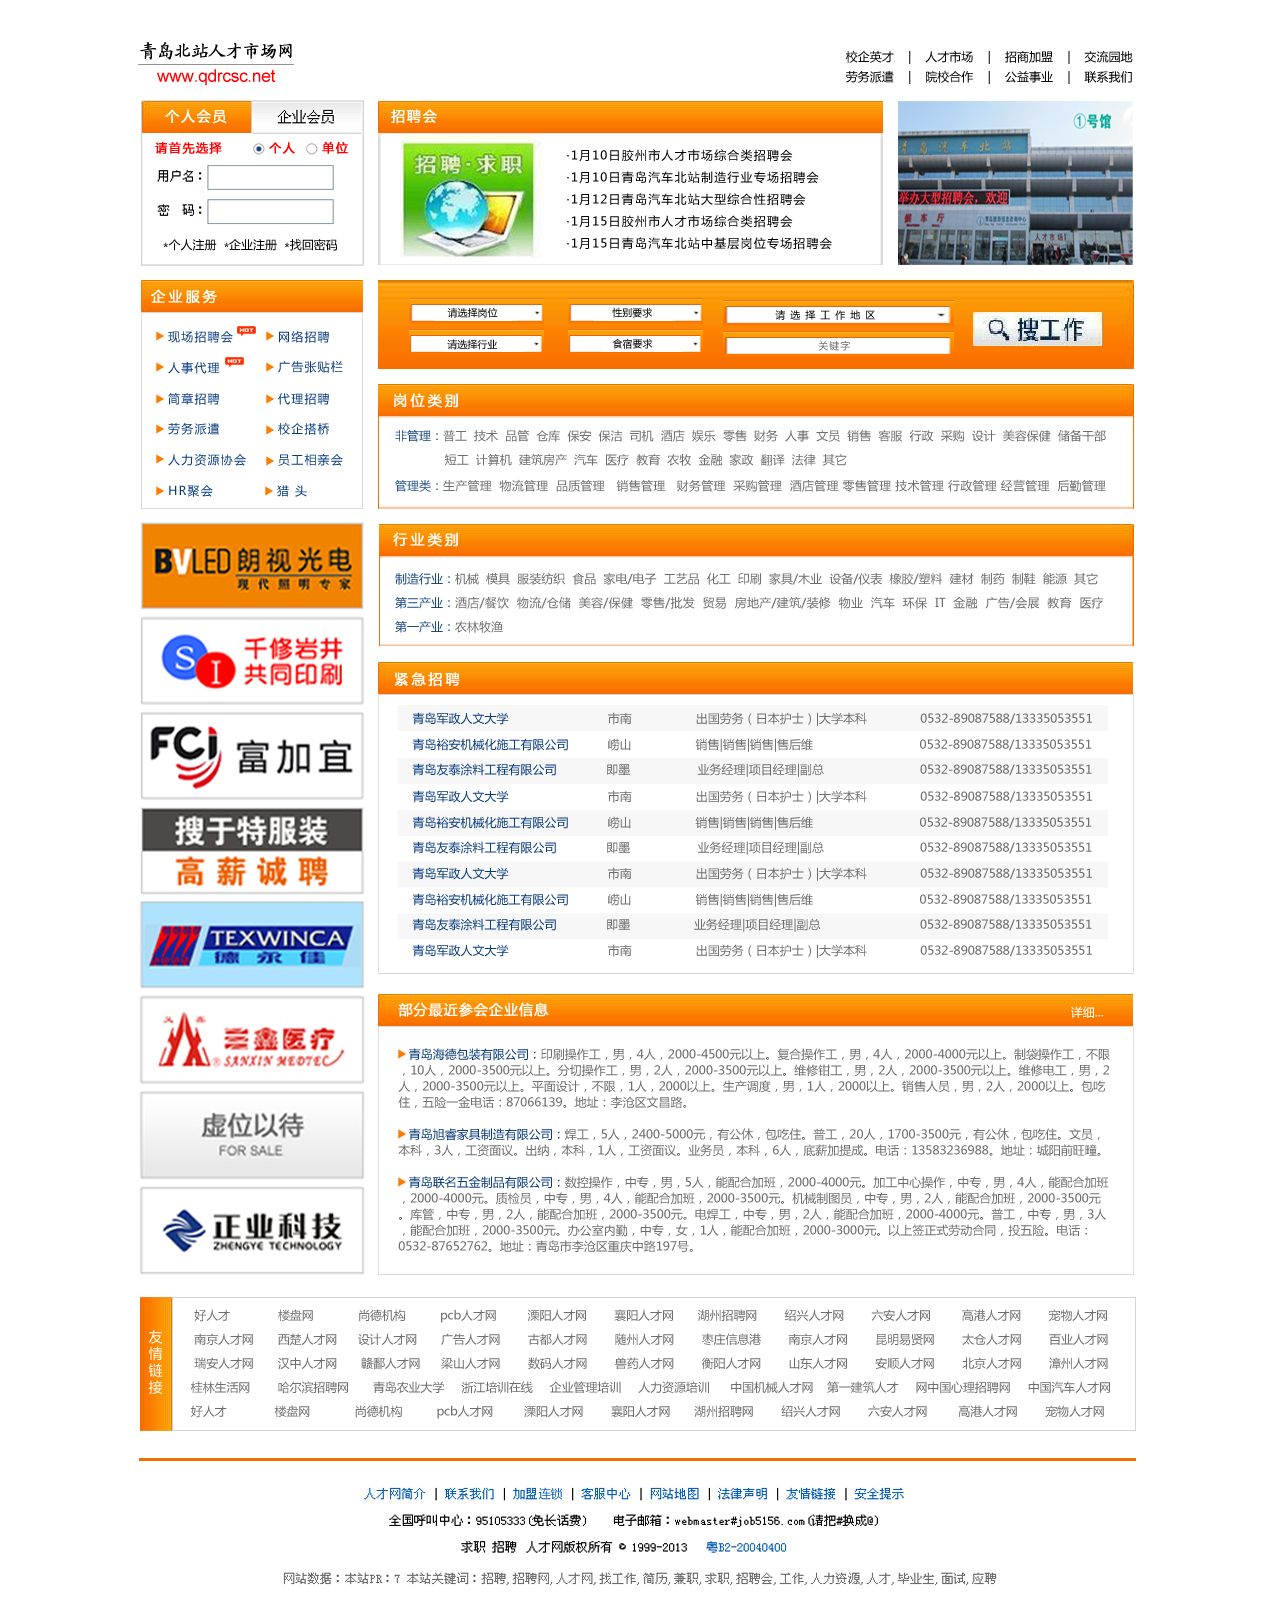 青岛北站人才市场网
www.qdrcsc.net
校企英才 | 人才市场 | 招商加盟 | 交流园地
劳务派遣 | 院校合作 | 公益事业 | 联系我们
个人会员 企业会员
请首先选择 个人 单位
用户名：
密 码：
*个人注册 *企业注册 *找回密码
招聘会
招聘·求职
·1月10日胶州市人才市场综合类招聘会
·1月10日青岛汽车北站制造行业专场招聘会
·1月12日青岛汽车北站大型综合性招聘会
·1月15日胶州市人才市场综合类招聘会
·1月15日青岛汽车北站中基层岗位专场招聘会
①号馆
青岛汽车北站
举办大型招聘会，欢迎
候车厅
人才市场
企业服务
现场招聘会 HOT 网络招聘
人事代理 HOT 广告张贴栏
简章招聘 代理招聘
劳务派遣 校企搭桥
人力资源协会 员工相亲会
HR聚会 猎 头
请选择岗位 性别要求 请选择工作地区
请选择行业 食宿要求 关键字
搜工作
岗位类别
非管理：普工 技术 品管 仓库 保安 保洁 司机 酒店 娱乐 零售 财务 人事 文员 销售 客服 行政 采购 设计 美容保健 储备干部
短工 计算机 建筑房产 汽车 医疗 教育 农牧 金融 家政 翻译 法律 其它
管理类：生产管理 物流管理 品质管理 销售管理 财务管理 采购管理 酒店管理 零售管理 技术管理 行政管理 经营管理 后勤管理
行业类别
制造行业：机械 模具 服装纺织 食品 家电/电子 工艺品 化工 印刷 家具/木业 设备/仪表 橡胶/塑料 建材 制药 制鞋 能源 其它
第三产业：酒店/餐饮 物流/仓储 美容/保健 零售/批发 贸易 房地产/建筑/装修 物业 汽车 环保 IT 金融 广告/会展 教育 医疗
第一产业：农林牧渔
BVLED 朗视光电
现代照明专家
SI 千修岩井
共同印刷
FCi 富加宜
搜于特服装
高薪诚聘
TEXWINCA
德永佳
义鑫
三鑫医疗
SANXIN MEDTEC
虚位以待
FOR SALE
正业科技
ZHENGYE TECHNOLOGY
紧急招聘
青岛军政人文大学 市南 出国劳务（日本护士）|大学本科 0532-89087588/13335053551
青岛裕安机械化施工有限公司 崂山 销售|销售|销售|售后维 0532-89087588/13335053551
青岛友泰涂料工程有限公司 即墨 业务经理|项目经理|副总 0532-89087588/13335053551
青岛军政人文大学 市南 出国劳务（日本护士）|大学本科 0532-89087588/13335053551
青岛裕安机械化施工有限公司 崂山 销售|销售|销售|售后维 0532-89087588/13335053551
青岛友泰涂料工程有限公司 即墨 业务经理|项目经理|副总 0532-89087588/13335053551
青岛军政人文大学 市南 出国劳务（日本护士）|大学本科 0532-89087588/13335053551
青岛裕安机械化施工有限公司 崂山 销售|销售|销售|售后维 0532-89087588/13335053551
青岛友泰涂料工程有限公司 即墨 业务经理|项目经理|副总 0532-89087588/13335053551
青岛军政人文大学 市南 出国劳务（日本护士）|大学本科 0532-89087588/13335053551
部分最近参会企业信息 详细...
青岛海德包装有限公司：印刷操作工，男，4人，2000-4500元以上。复合操作工，男，4人，2000-4000元以上。制袋操作工，不限
，10人，2000-3500元以上。分切操作工，男，2人，2000-3500元以上。维修钳工，男，2人，2000-3500元以上。维修电工，男，2
人，2000-3500元以上。平面设计，不限，1人，2000以上。生产调度，男，1人，2000以上。销售人员，男，2人，2000以上。包吃
住，五险一金电话：87066139。地址：李沧区文昌路。
青岛旭睿家具制造有限公司：焊工，5人，2400-5000元，有公休，包吃住。普工，20人，1700-3500元，有公休，包吃住。文员，
本科，3人，工资面议。出纳，本科，1人，工资面议。业务员，本科，6人，底薪加提成。电话：13583236988。地址：城阳前旺疃。
青岛联名五金制品有限公司：数控操作，中专，男，5人，能配合加班，2000-4000元。加工中心操作，中专，男，4人，能配合加班
，2000-4000元。质检员，中专，男，4人，能配合加班，2000-3500元。机械制图员，中专，男，2人，能配合加班，2000-3500元
。库管，中专，男，2人，能配合加班，2000-3500元。电焊工，中专，男，2人，能配合加班，2000-4000元。普工，中专，男，3人
，能配合加班，2000-3500元。办公室内勤，中专，女，1人，能配合加班，2000-3000元。以上签正式劳动合同，投五险。电话：
0532-87652762。地址：青岛市李沧区重庆中路197号。
友情链接
好人才 楼盘网 尚德机构 pcb人才网 溧阳人才网 襄阳人才网 湖州招聘网 绍兴人才网 六安人才网 高港人才网 宠物人才网
南京人才网 西楚人才网 设计人才网 广告人才网 古都人才网 随州人才网 枣庄信息港 南京人才网 昆明易贤网 太仓人才网 百业人才网
瑞安人才网 汉中人才网 赣鄱人才网 梁山人才网 数码人才网 兽药人才网 衡阳人才网 山东人才网 安顺人才网 北京人才网 漳州人才网
桂林生活网 哈尔滨招聘网 青岛农业大学 浙江培训在线 企业管理培训 人力资源培训 中国机械人才网 第一建筑人才 网中国心理招聘网 中国汽车人才网
好人才 楼盘网 尚德机构 pcb人才网 溧阳人才网 襄阳人才网 湖州招聘网 绍兴人才网 六安人才网 高港人才网 宠物人才网
人才网简介 | 联系我们 | 加盟连锁 | 客服中心 | 网站地图 | 法律声明 | 友情链接 | 安全提示
全国呼叫中心：95105333(免长话费) 电子邮箱：webmaster#job5156.com(请把#换成@)
求职 招聘 人才网版权所有 © 1999-2013 粤B2-20040400
网站数据：本站PR：7 本站关键词：招聘, 招聘网, 人才网, 找工作, 简历, 兼职, 求职, 招聘会, 工作, 人力资源, 人才, 毕业生, 面试, 应聘